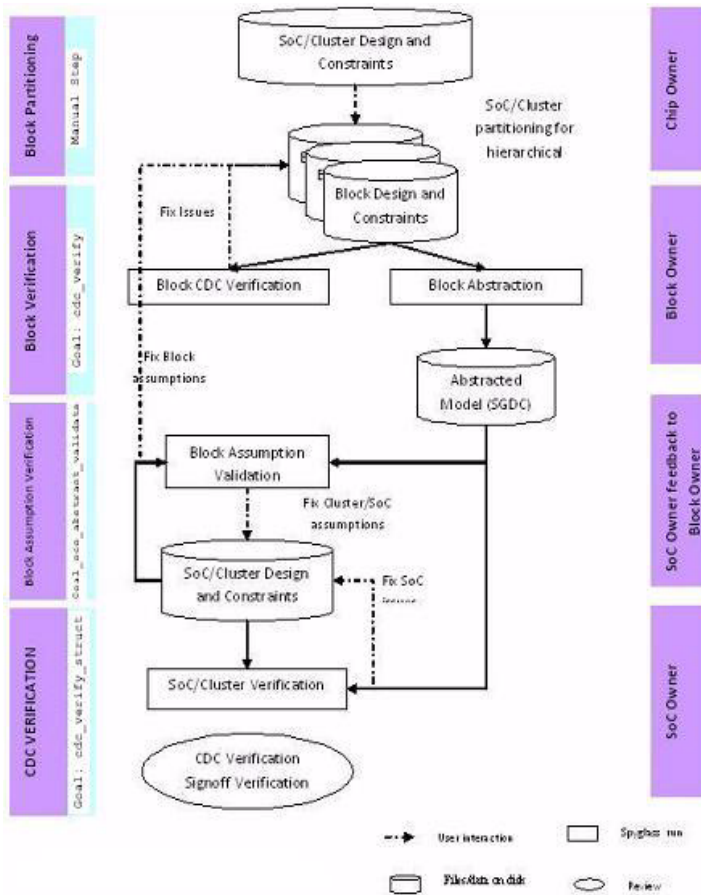 SoC/Cluster Design and
Constraints
Block Partitioning
Manual Step
Chip Owner
SoC/Cluster
partitioning for
hierarchical
Block Design and
Constraints
Fix Issues
Block Verification
Goal: cdc_verify
Block Owner
Block CDC Verification
Block Abstraction
Fix Block
assumptions
Abstracted
Model (SGDC)
Block Assumption Verification
SoC Owner feedback to
Block Owner
Block Assumption
Validation
Fix Cluster/SoC
assumptions
SoC/Cluster Design
and Constraints
Fix SoC
issues
CDC VERIFICATION
Goal: cdc_verify_struct
SoC Owner
SoC/Cluster Verification
CDC Verification
Signoff Verification
User interaction
Spyglass run
Files/data on disk
Review